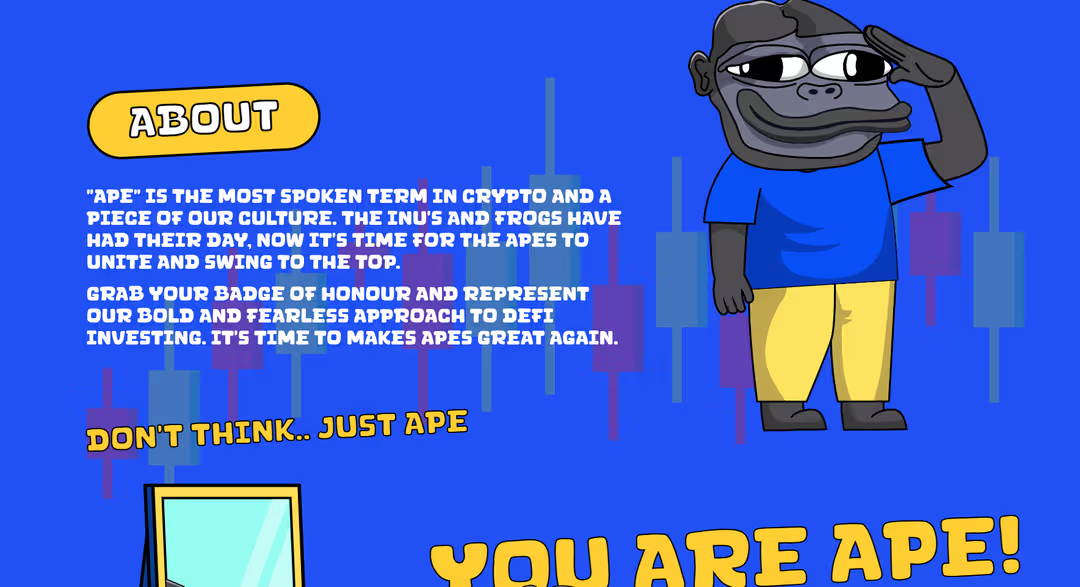 ABOUT
"APE" IS THE MOST SPOKEN TERM IN CRYPTO AND A
PIECE OF OUR CULTURE. THE INU'S AND FROGS HAVE
HAD THEIR DAY, NOW IT'S TIME FOR THE APES TO
UNITE AND SWING TO THE TOP.
GRAB YOUR BADGE OF HONOUR AND REPRESENT
OUR BOLD AND FEARLESS APPROACH TO DEFI
INVESTING. IT'S TIME TO MAKES APES GREAT AGAIN.
DON'T THINK.. JUST APE
YOU ARE APE!